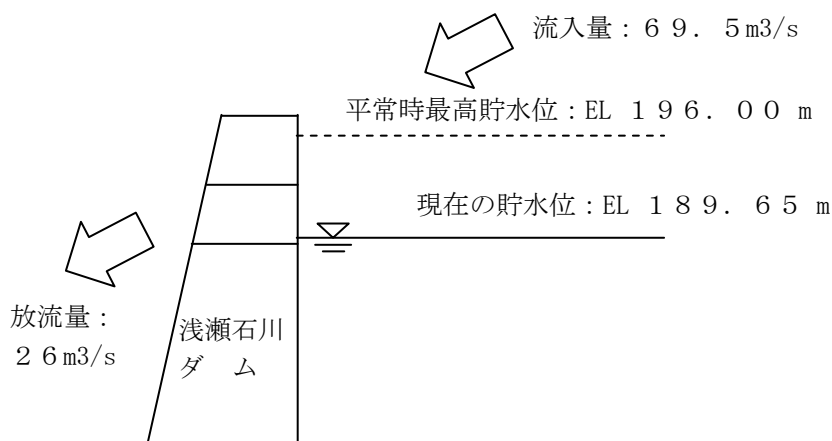 流入量：６９．５m3/s
平常時最高貯水位：EL １９６．００ m
現在の貯水位：EL １８９．６５ m
放流量：
２６m3/s
浅瀬石川
ダ　ム